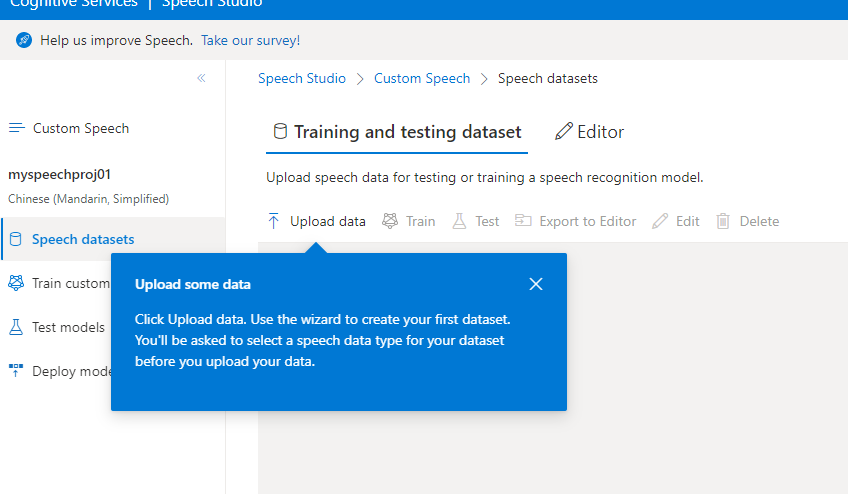 Cognitive Services | Speech Studio
Help us improve Speech. Take our survey!
Speech Studio > Custom Speech > Speech datasets
Custom Speech
Training and testing dataset Editor
myspeechproj01
Upload speech data for testing or training a speech recognition model.
Chinese (Mandarin, Simplified)
Upload data Train Test Export to Editor Edit Delete
Speech datasets
Train custom
Test models
Deploy mode
Upload some data
Click Upload data. Use the wizard to create your first dataset.
You'll be asked to select a speech data type for your dataset
before you upload your data.